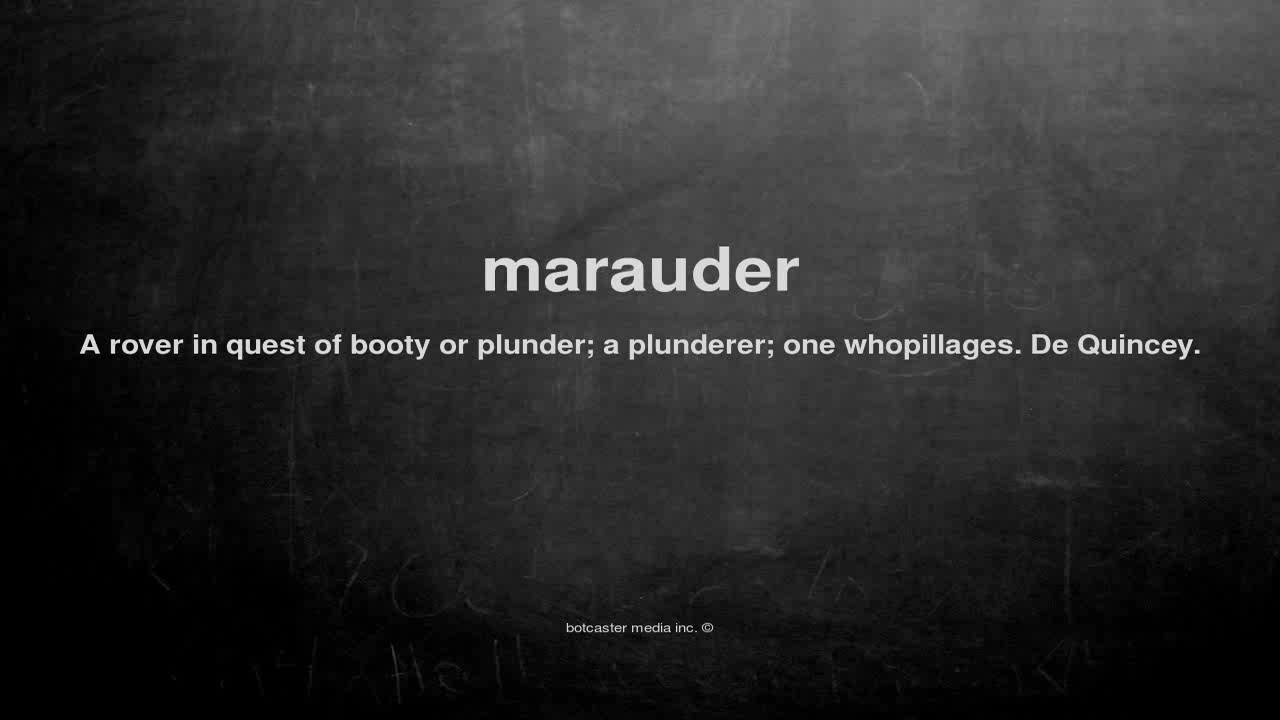 marauder
A rover in quest of booty or plunder; a plunderer; one whopillages. De Quincey.
botcaster media inc. ©